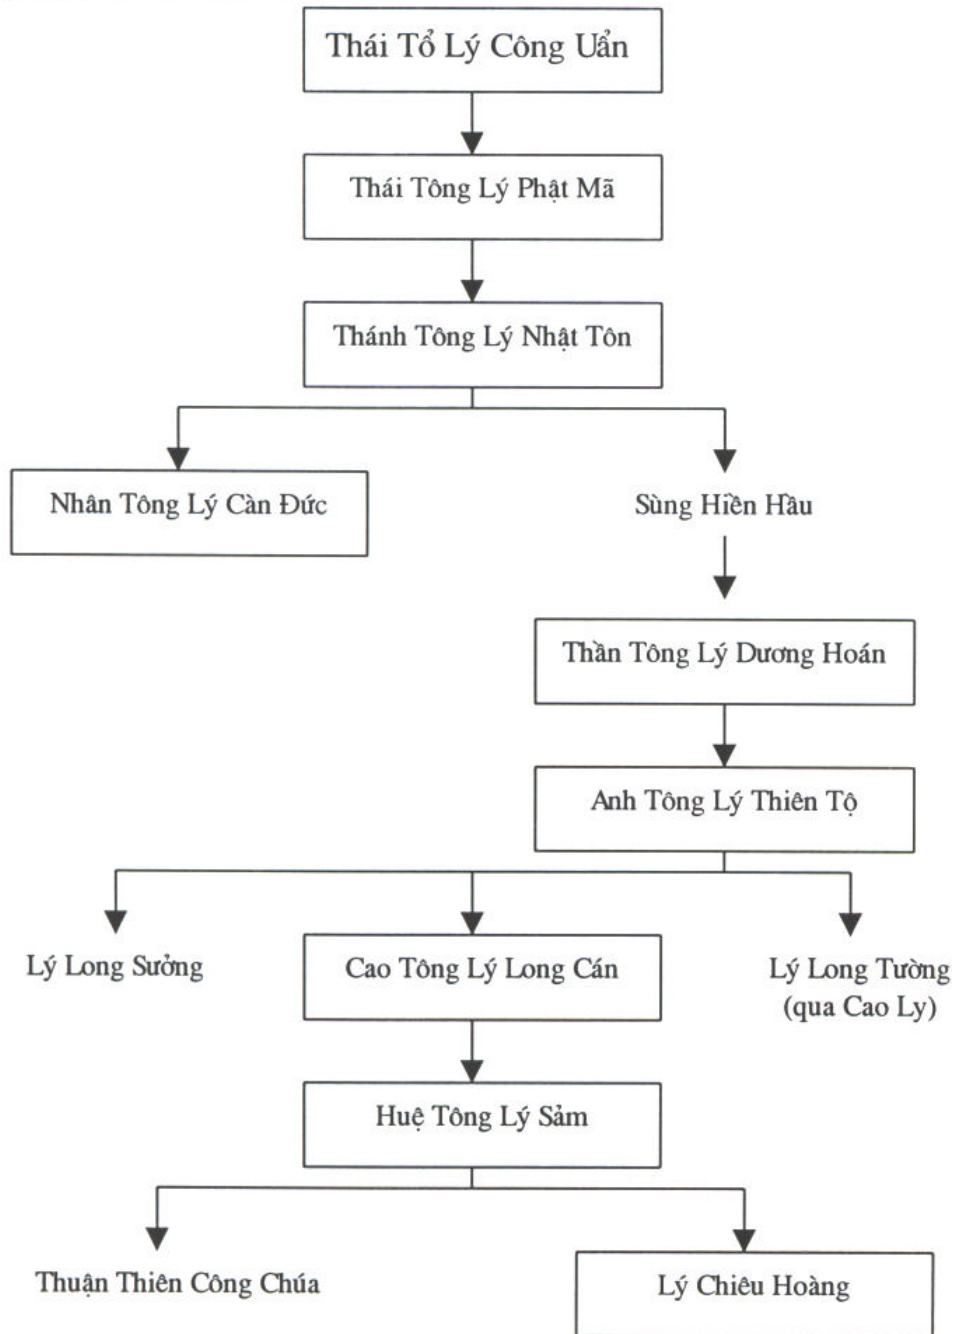 Thái Tổ Lý Công Uẩn
Thái Tông Lý Phật Mã
Thánh Tông Lý Nhật Tôn
Nhân Tông Lý Càn Đức
Sùng Hiền Hầu
Thần Tông Lý Dương Hoán
Anh Tông Lý Thiên Tộ
Lý Long Sưởng
Cao Tông Lý Long Cán
Lý Long Tường
(qua Cao Ly)
Huệ Tông Lý Sảm
Thuận Thiên Công Chúa
Lý Chiêu Hoàng